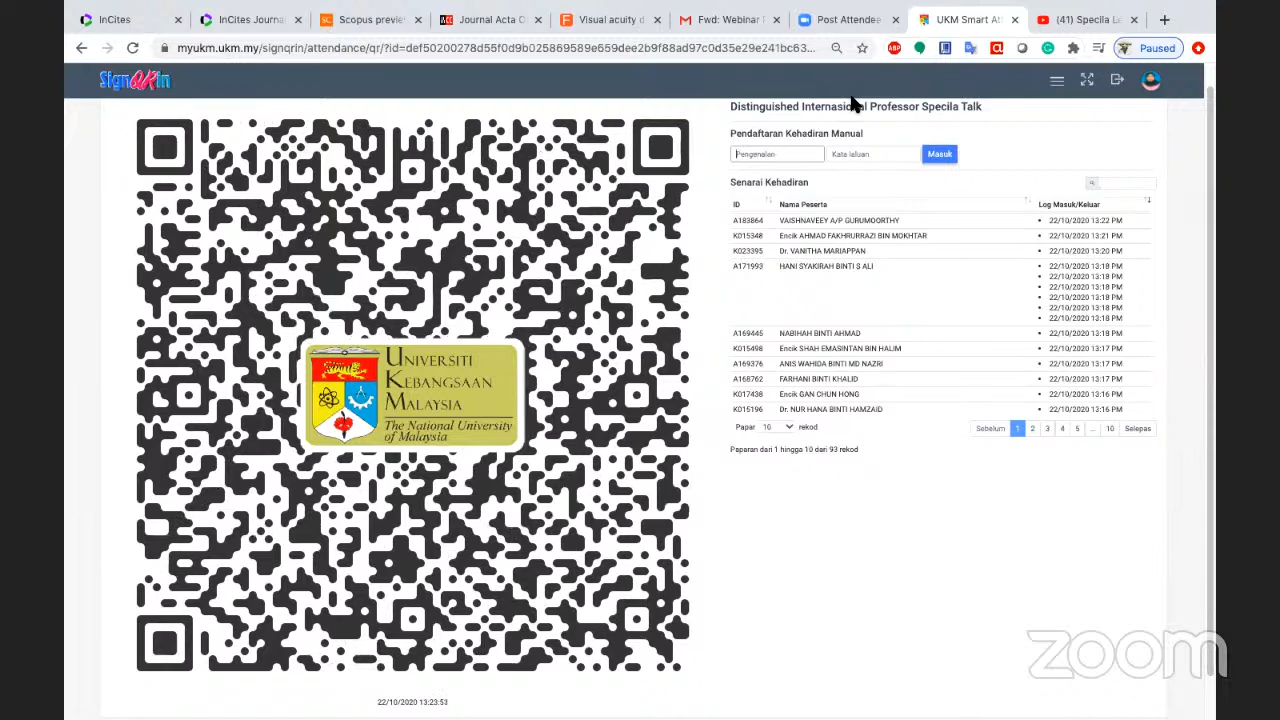 InCites
InCites Journa
Scopus previe
Journal Acta C
Visual acuity d
Fwd: Webinar
Post Attendee
UKM Smart At
(41) Specila Le
myukm.ukm.my/signqrin/attendance/qr/?id=def50200278d55f0d9b025869589e659dee2b9f88ad97c0d35e29e241bc63...
ABP
Paused
SignQRin
Distinguished Internasional Professor Specila Talk
Pendaftaran Kehadiran Manual
Pengenalan
Kata laluan
Masuk
Senarai Kehadiran
ID Nama Peserta Log Masuk/Keluar
A183864 VAISHNAVEEY A/P GURUMOORTHY • 22/10/2020 13:22 PM
K015348 Encik AHMAD FAKHRURRAZI BIN MOKHTAR • 22/10/2020 13:21 PM
K023395 Dr. VANITHA MARIAPPAN • 22/10/2020 13:20 PM
A171993 HANI SYAKIRAH BINTI S ALI • 22/10/2020 13:18 PM
• 22/10/2020 13:18 PM
• 22/10/2020 13:18 PM
• 22/10/2020 13:18 PM
• 22/10/2020 13:18 PM
• 22/10/2020 13:18 PM
A169445 NABIHAH BINTI AHMAD • 22/10/2020 13:18 PM
K015498 Encik SHAH EMASINTAN BIN HALIM • 22/10/2020 13:17 PM
A169376 ANIS WAHIDA BINTI MD NAZRI • 22/10/2020 13:17 PM
A168762 FARHANI BINTI KHALID • 22/10/2020 13:17 PM
K017438 Encik GAN CHUN HONG • 22/10/2020 13:16 PM
K015196 Dr. NUR HANA BINTI HAMZAID • 22/10/2020 13:16 PM
Papar 10 rekod
Sebelum 1 2 3 4 5 ... 10 Selepas
Paparan dari 1 hingga 10 dari 93 rekod
UNIVERSITI
KEBANGSAAN
MALAYSIA
The National University
of Malaysia
22/10/2020 13:23:53
zoom